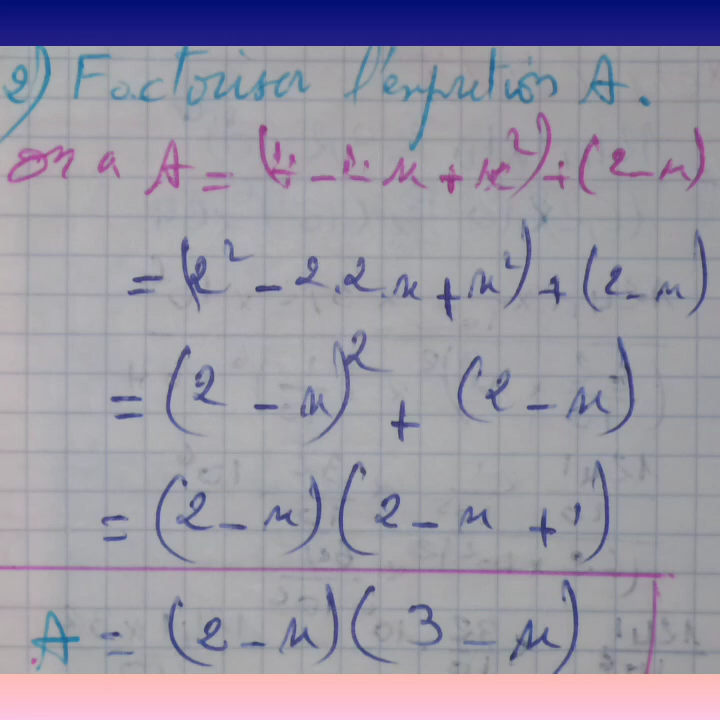 2) Factoriser l'expression A.
on a A = (4 - 4x + x²) + (2 - x)
= (2² - 2.2.x + x²) + (2 - x)
= (2 - x)² + (2 - x)
= (2 - x)(2 - x + 1)
A = (2 - x)(3 - x)